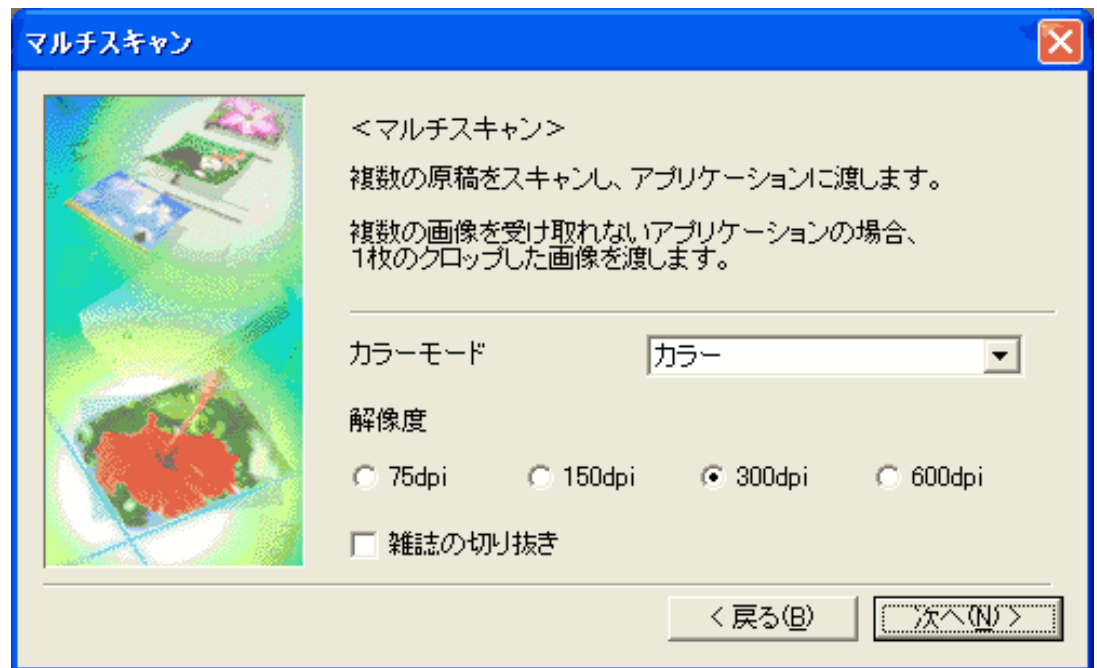 マルチスキャン
<マルチスキャン>
複数の原稿をスキャンし、アプリケーションに渡します。
複数の画像を受け取れないアプリケーションの場合、
1枚のクロップした画像を渡します。
カラーモード カラー
解像度
75dpi 150dpi 300dpi 600dpi
雑誌の切り抜き
<戻る(B) 次へ(N)>